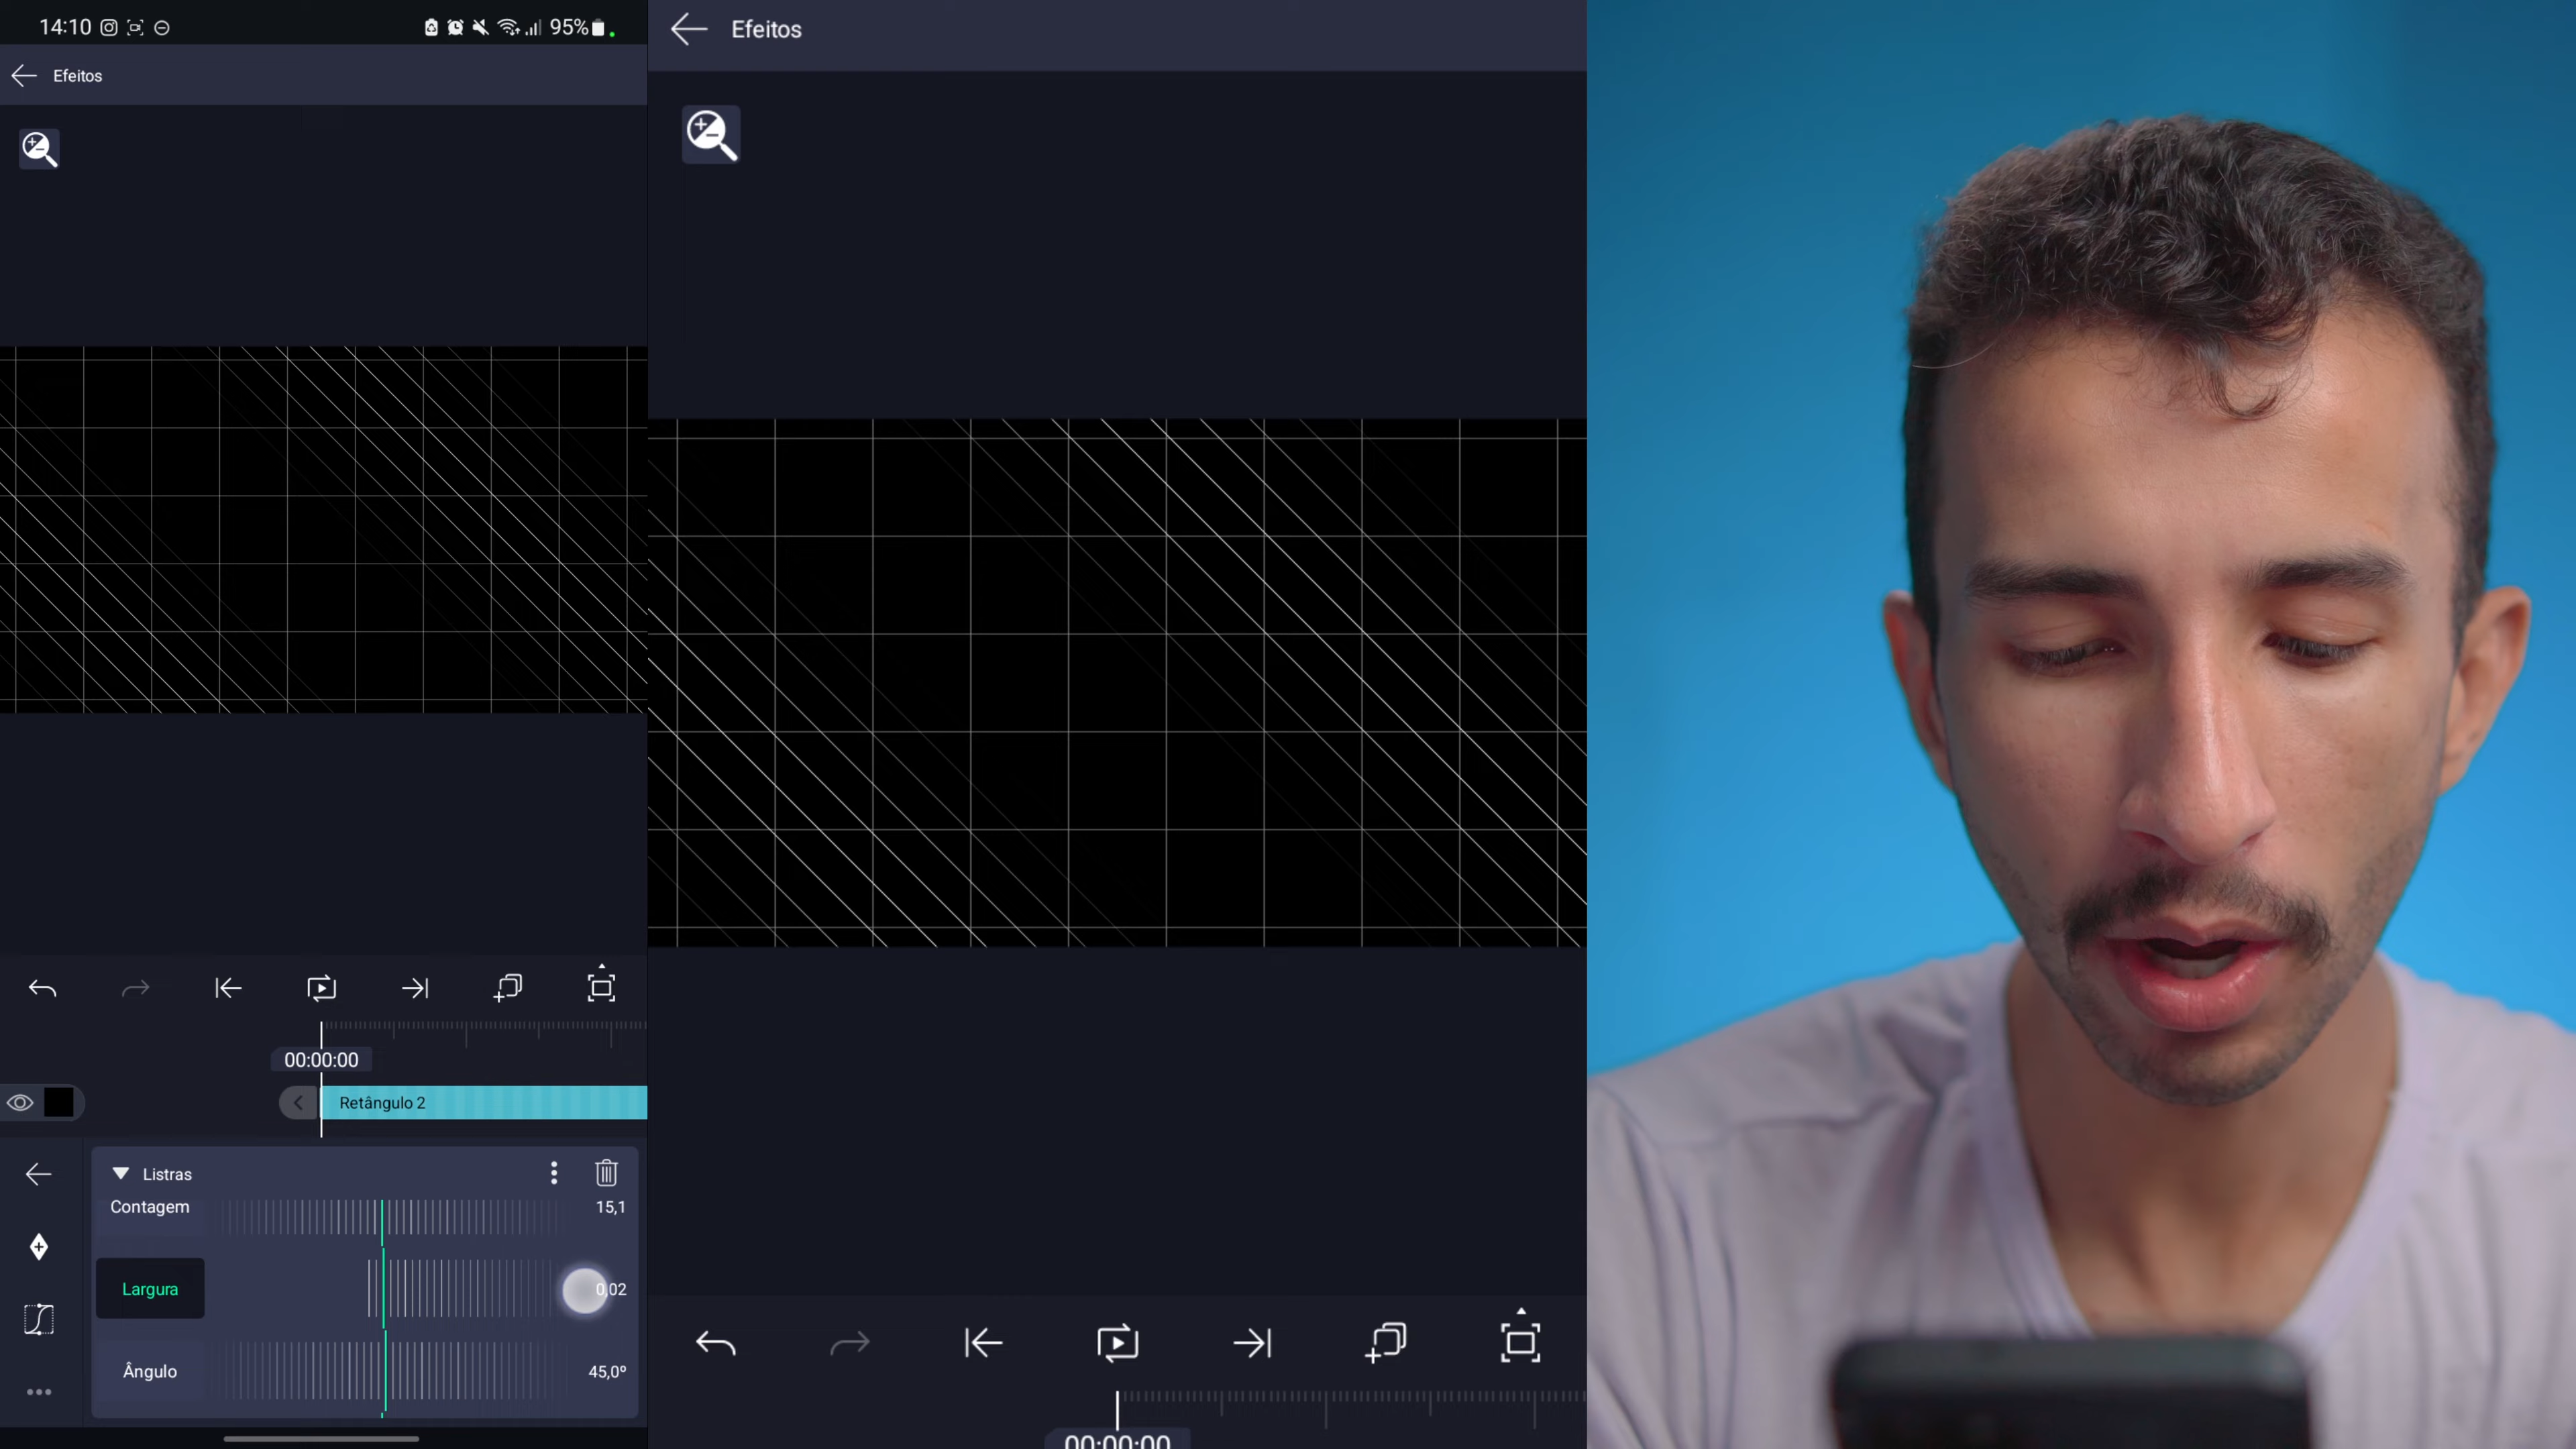 14:10
95%
Efeitos
00:00:00
Retângulo 2
Listras
Contagem
15,1
Largura
0,02
Ângulo
45,0º
Efeitos
00:00:00